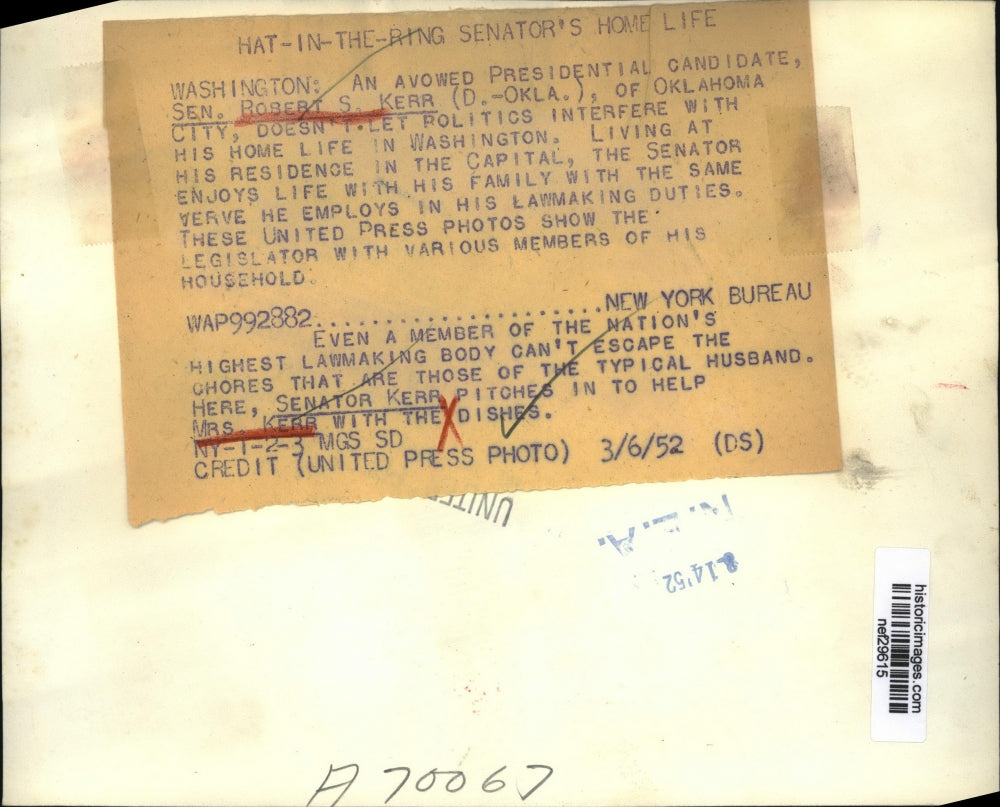 HAT-IN-THE-RING SENATOR'S HOME LIFE
WASHINGTON: AN AVOWED PRESIDENTIAL CANDIDATE,
SEN. ROBERT S. KERR (D.-OKLA.), OF OKLAHOMA
CITY, DOESN'T LET POLITICS INTERFERE WITH
HIS HOME LIFE IN WASHINGTON. LIVING AT
HIS RESIDENCE IN THE CAPITAL, THE SENATOR
ENJOYS LIFE WITH HIS FAMILY WITH THE SAME
VERVE HE EMPLOYS IN HIS LAWMAKING DUTIES.
THESE UNITED PRESS PHOTOS SHOW THE
LEGISLATOR WITH VARIOUS MEMBERS OF HIS
HOUSEHOLD.
WAP992882.....................NEW YORK BUREAU
EVEN A MEMBER OF THE NATION'S
HIGHEST LAWMAKING BODY CAN'T ESCAPE THE
CHORES THAT ARE THOSE OF THE TYPICAL HUSBAND.
HERE, SENATOR KERR PITCHES IN TO HELP
MRS. KERR WITH THE DISHES.
NY-1-2-3 MGS SD
CREDIT (UNITED PRESS PHOTO) 3/6/52 (DS)
UNITE
N.E.A.
14'52
historicimages.com
nef29615
A70067